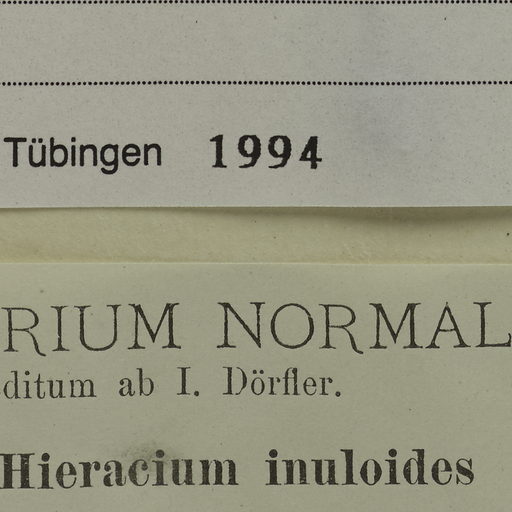 Tübingen 1994
RIUM NORMAL
ditum ab I. Dörfler.
Hieracium inuloides